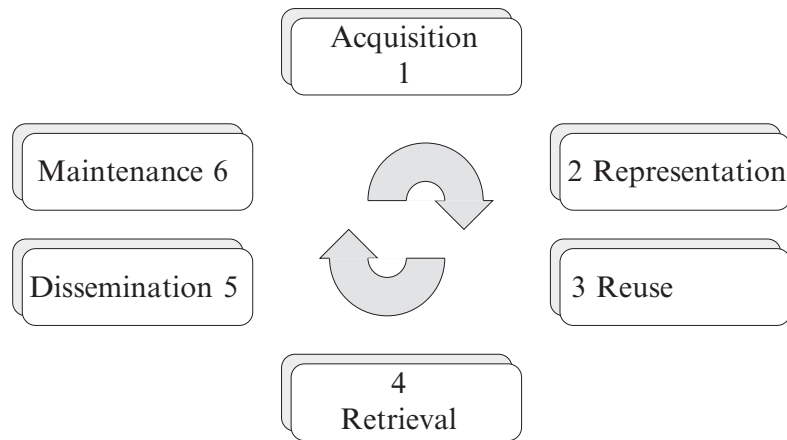 Acquisition
1
Maintenance 6
2 Representation
Dissemination 5
3 Reuse
4
Retrieval